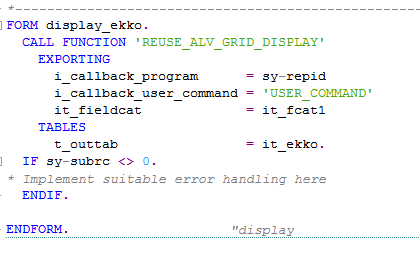 *---------------------------------------------------------------
FORM display_ekko.
  CALL FUNCTION 'REUSE_ALV_GRID_DISPLAY'
    EXPORTING
      i_callback_program      = sy-repid
      i_callback_user_command = 'USER_COMMAND'
      it_fieldcat             = it_fcat1
    TABLES
      t_outtab                = it_ekko.
  IF sy-subrc <> 0.
* Implement suitable error handling here
  ENDIF.
ENDFORM.                    "display